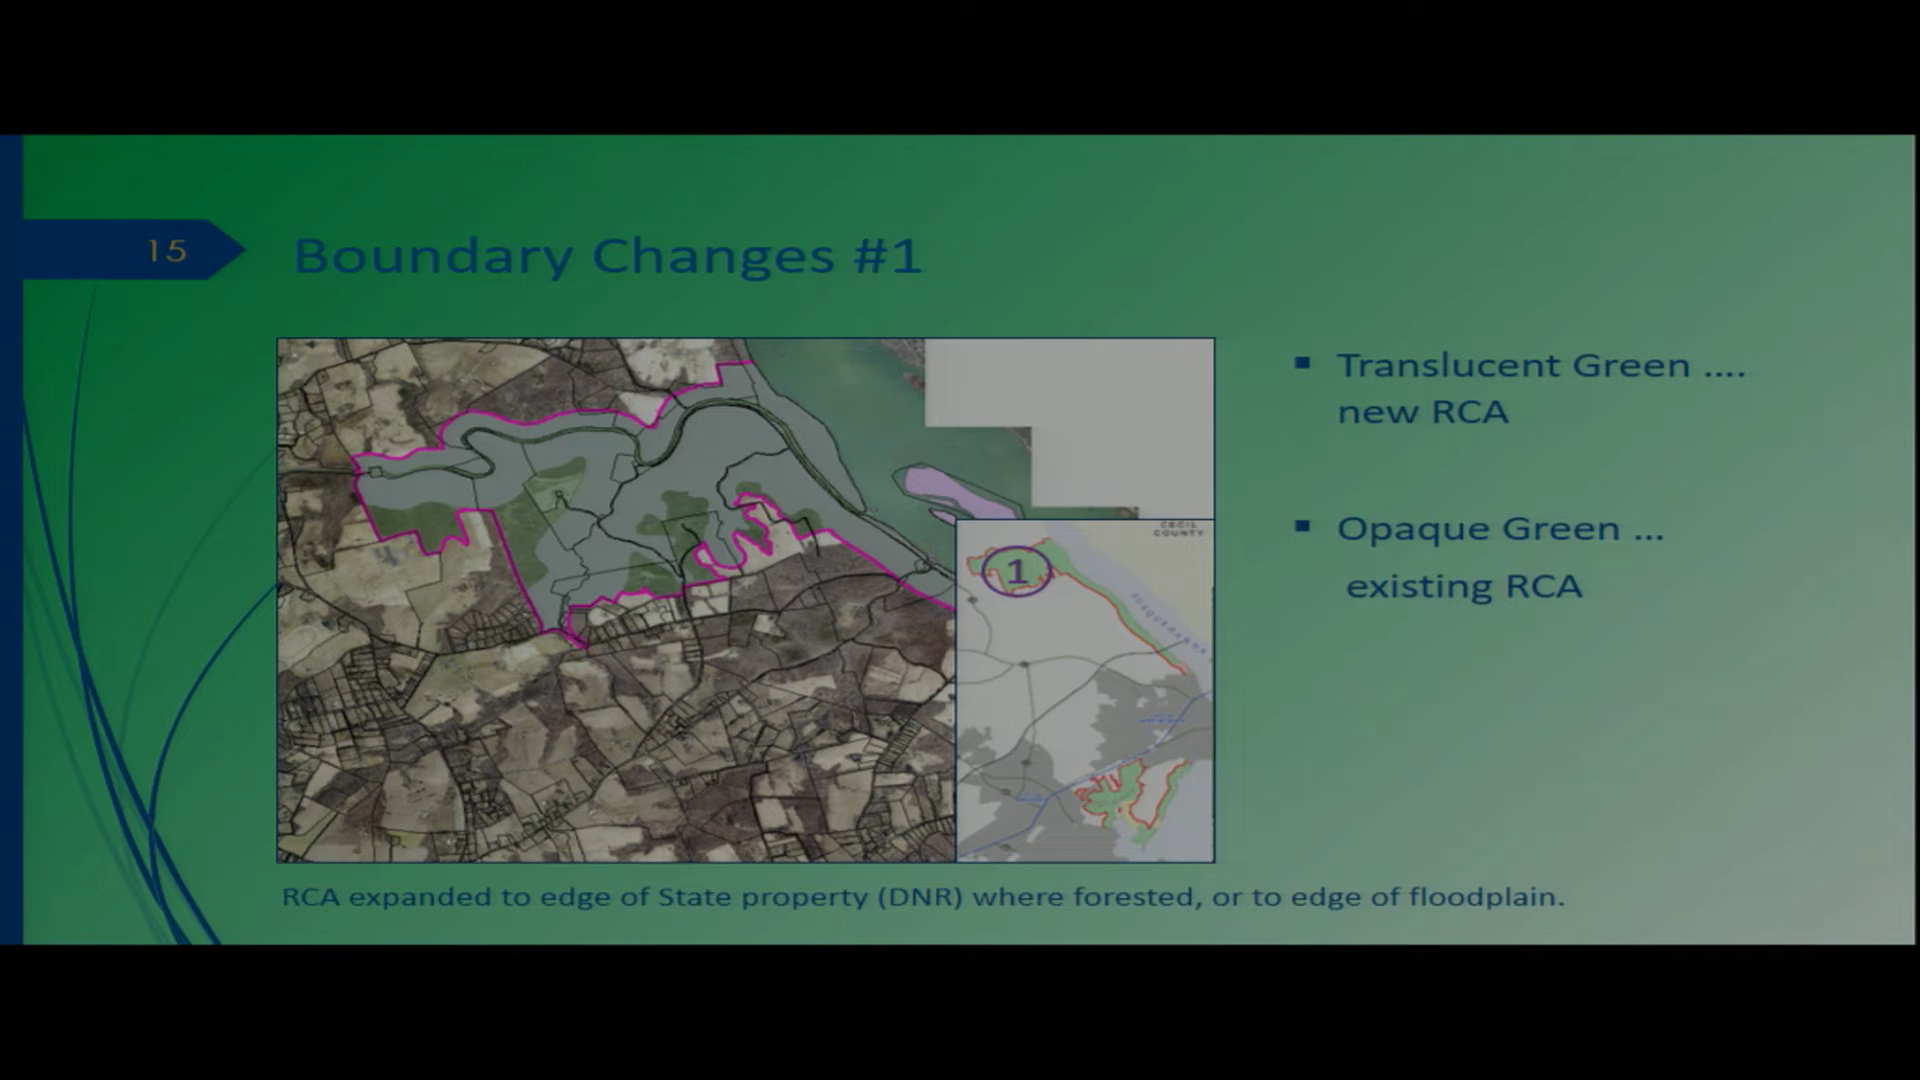 15
Boundary Changes #1
▪ Translucent Green ....
new RCA
▪ Opaque Green ...
existing RCA
CECIL
COUNTY
1
SUSQUEHANNA
RCA expanded to edge of State property (DNR) where forested, or to edge of floodplain.